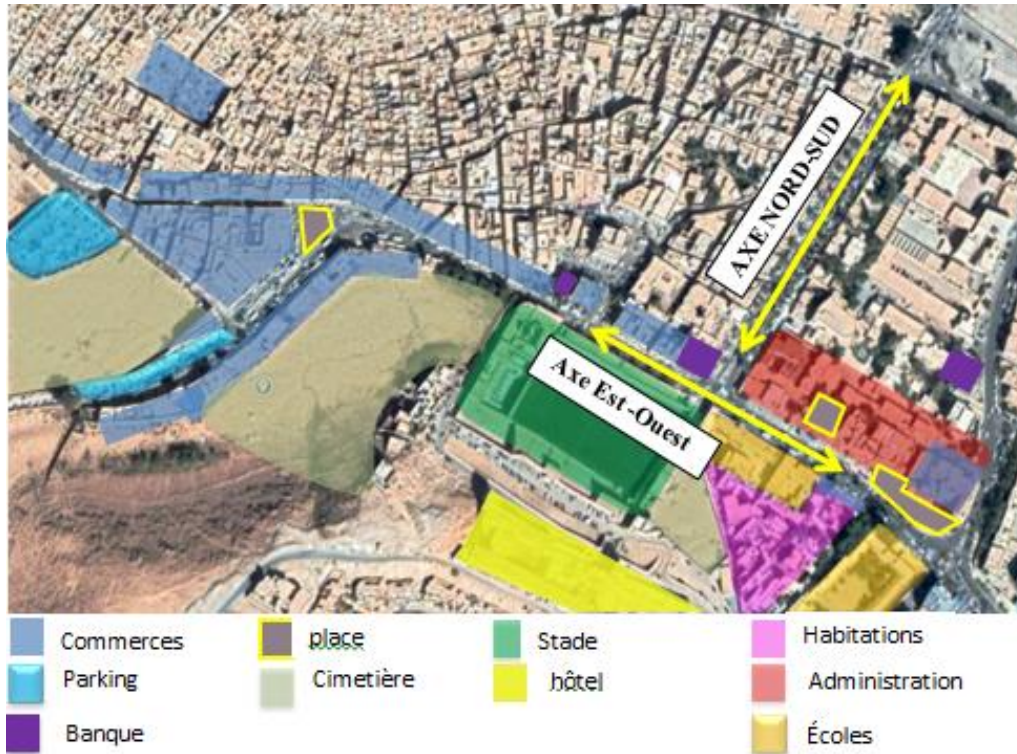 AXE NORD-SUD
Axe Est -Ouest
Commerces
place
Stade
Habitations
Parking
Cimetière
hôtel
Administration
Banque
Écoles